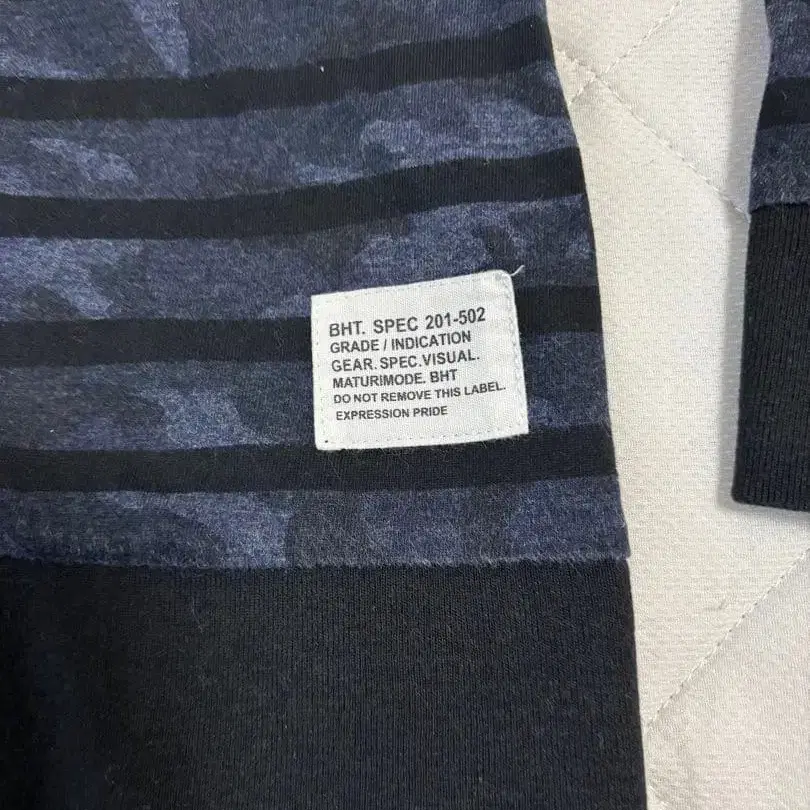 BHT. SPEC 201-502
GRADE / INDICATION
GEAR. SPEC.VISUAL.
MATURIMODE. BHT
DO NOT REMOVE THIS LABEL.
EXPRESSION PRIDE